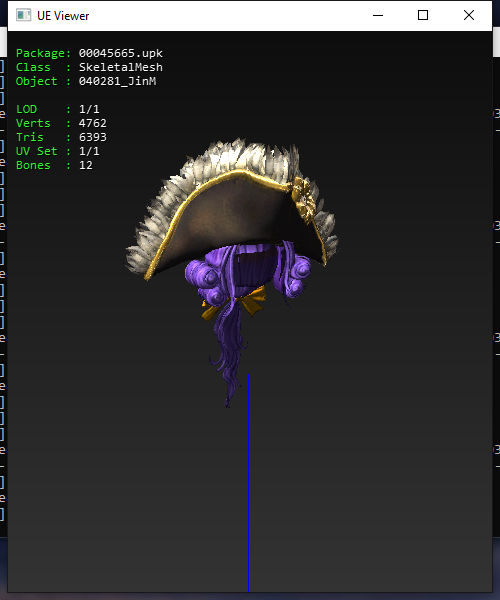 UE Viewer
Package: 00045665.upk
Class : SkeletalMesh
Object : 040281_JinM
LOD : 1/1
Verts : 4762
Tris : 6393
UV Set : 1/1
Bones : 12